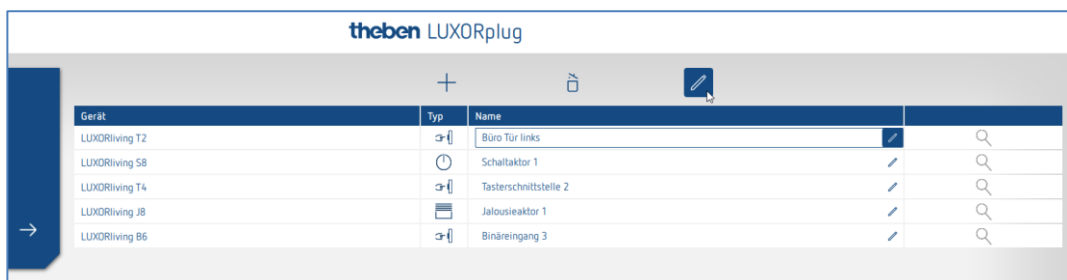 theben LUXORplug
Gerät Typ Name
LUXORliving T2 Büro Tür links
LUXORliving S8 Schaltaktor 1
LUXORliving T4 Tasterschnittstelle 2
LUXORliving J8 Jalousieaktor 1
LUXORliving B6 Binäreingang 3